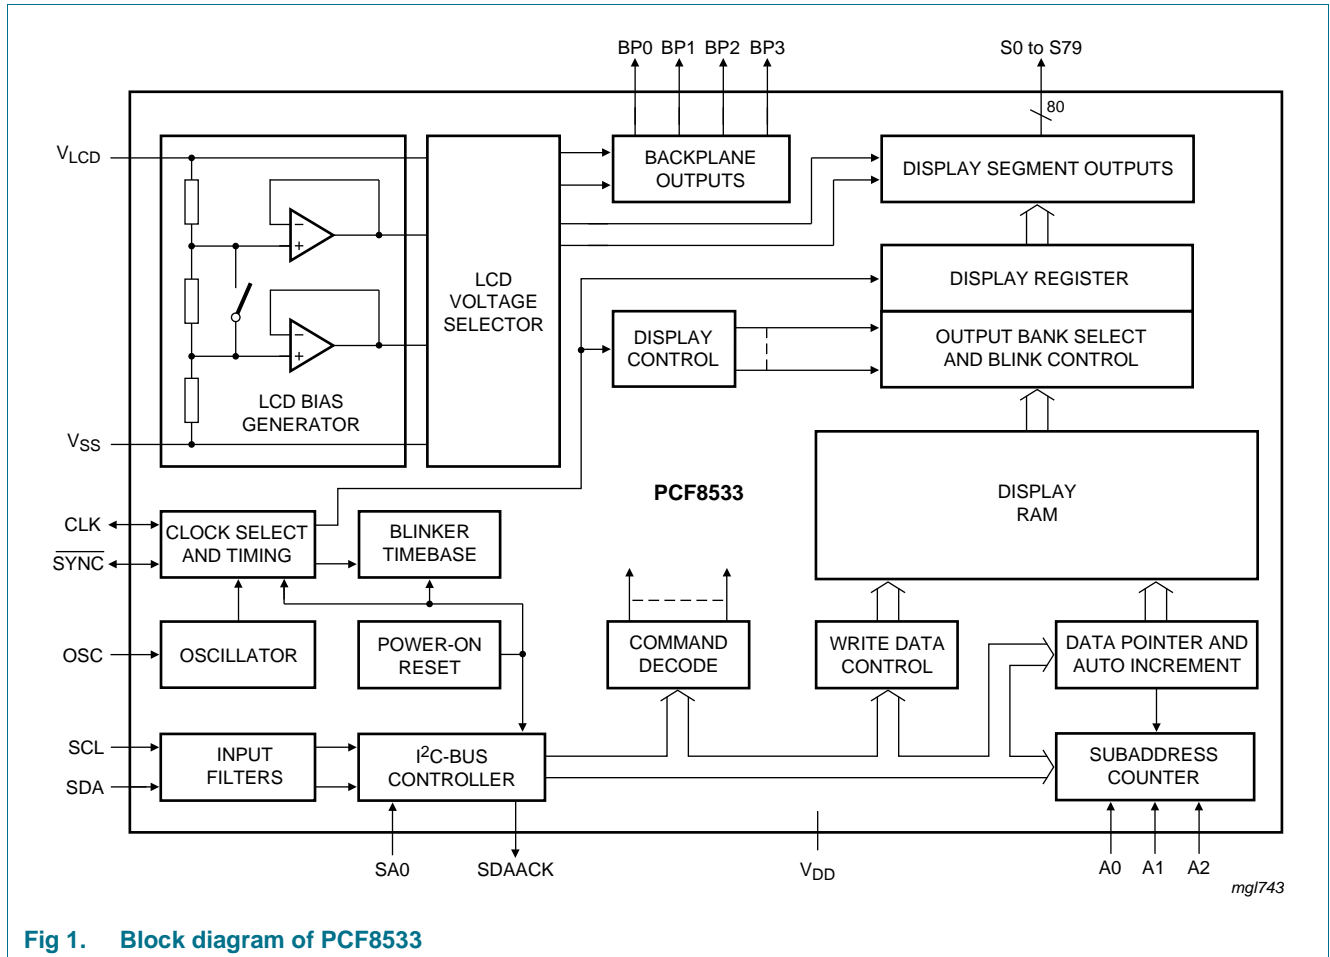 BP0 BP1 BP2 BP3
S0 to S79
80
VLCD
BACKPLANE
OUTPUTS
DISPLAY SEGMENT OUTPUTS
−
+
LCD
VOLTAGE
SELECTOR
DISPLAY REGISTER
−
+
DISPLAY
CONTROL
OUTPUT BANK SELECT
AND BLINK CONTROL
LCD BIAS
GENERATOR
VSS
PCF8533
DISPLAY
RAM
CLK
SYNC
CLOCK SELECT
AND TIMING
BLINKER
TIMEBASE
OSC
OSCILLATOR
POWER-ON
RESET
COMMAND
DECODE
WRITE DATA
CONTROL
DATA POINTER AND
AUTO INCREMENT
SCL
SDA
INPUT
FILTERS
I2C-BUS
CONTROLLER
SUBADDRESS
COUNTER
SA0
SDAACK
VDD
A0 A1 A2
mgl743
Fig 1. Block diagram of PCF8533